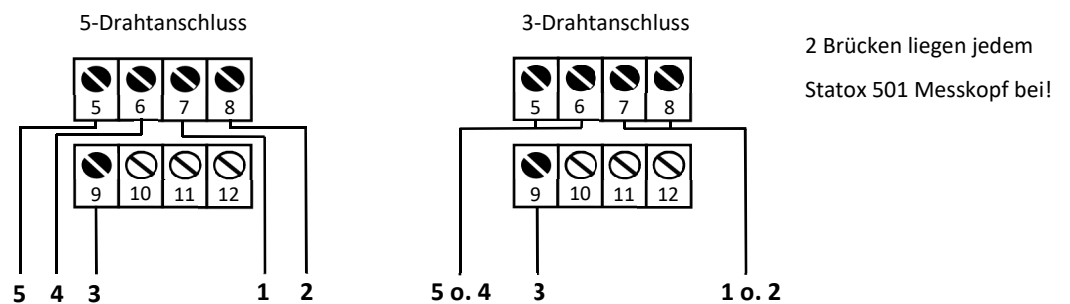 5-Drahtanschluss
5 6 7 8
9 10 11 12
5 4 3 1 2
3-Drahtanschluss
5 6 7 8
9 10 11 12
5 o. 4 3 1 o. 2
2 Brücken liegen jedem
Statox 501 Messkopf bei!